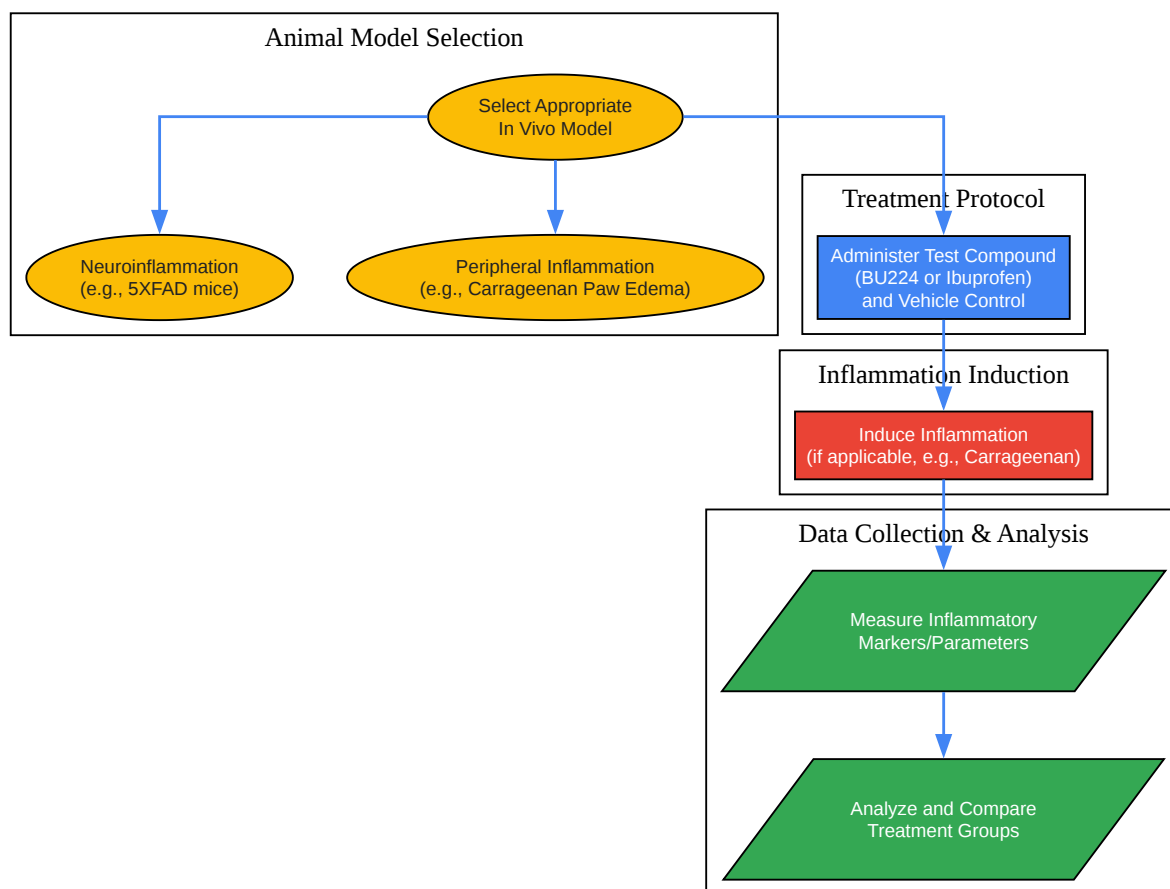 Animal Model Selection
Select Appropriate
In Vivo Model
Neuroinflammation
(e.g., 5XFAD mice)
Peripheral Inflammation
(e.g., Carrageenan Paw Edema)
Treatment Protocol
Administer Test Compound
(BU224 or Ibuprofen)
and Vehicle Control
Inflammation Induction
Induce Inflammation
(if applicable, e.g., Carrageenan)
Data Collection & Analysis
Measure Inflammatory
Markers/Parameters
Analyze and Compare
Treatment Groups